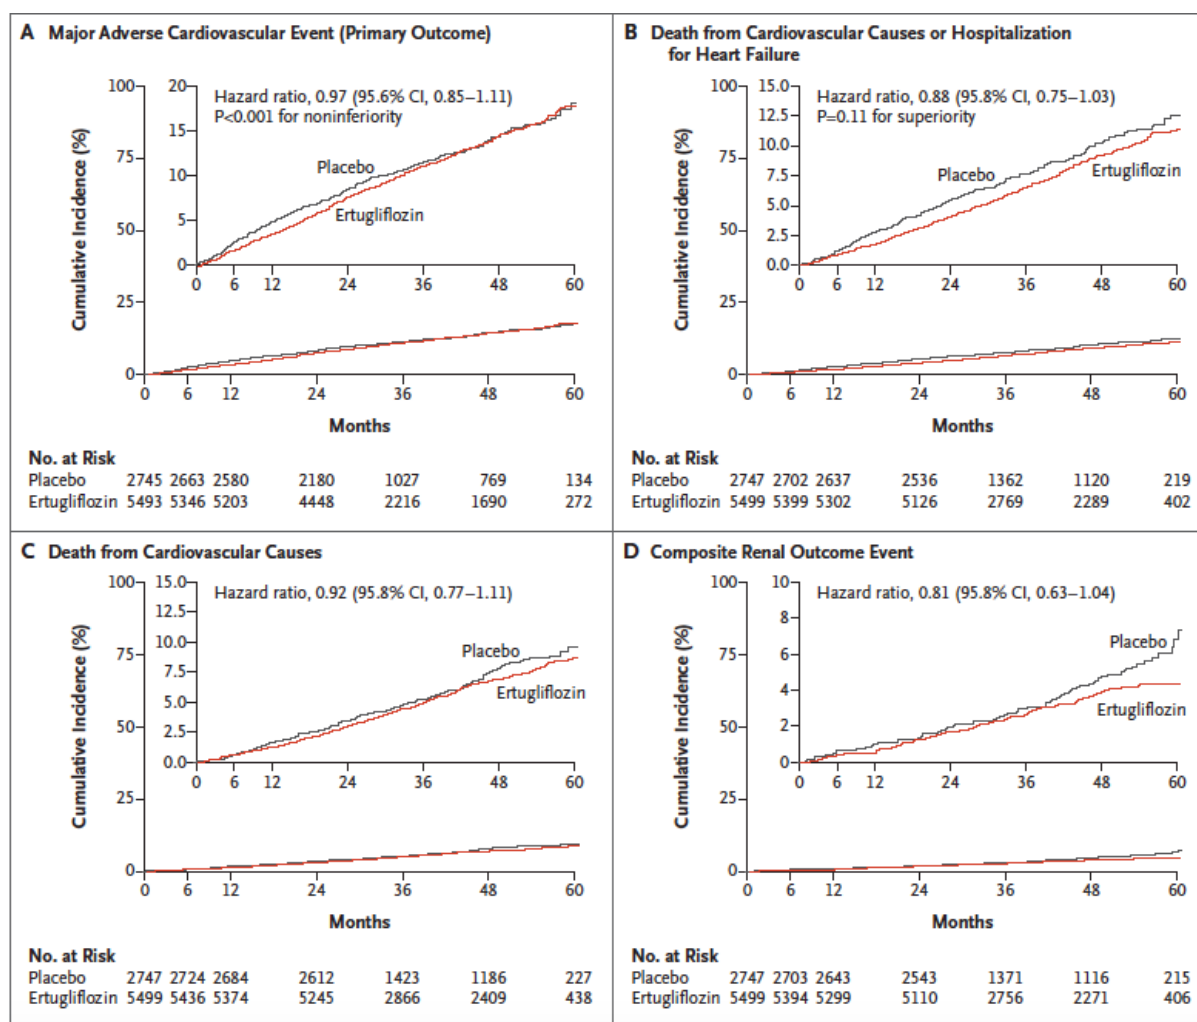 A Major Adverse Cardiovascular Event (Primary Outcome)
Cumulative Incidence (%)
100
75
50
25
0
20
15
10
5
0
Hazard ratio, 0.97 (95.6% CI, 0.85–1.11)
P<0.001 for noninferiority
Placebo
Ertugliflozin
0 6 12 24 36 48 60
0 6 12 24 36 48 60
Months
No. at Risk
Placebo 2745 2663 2580 2180 1027 769 134
Ertugliflozin 5493 5346 5203 4448 2216 1690 272
B Death from Cardiovascular Causes or Hospitalization
for Heart Failure
Cumulative Incidence (%)
100
75
50
25
0
15.0
12.5
10.0
7.5
5.0
2.5
0.0
Hazard ratio, 0.88 (95.8% CI, 0.75–1.03)
P=0.11 for superiority
Placebo
Ertugliflozin
0 6 12 24 36 48 60
0 6 12 24 36 48 60
Months
No. at Risk
Placebo 2747 2702 2637 2536 1362 1120 219
Ertugliflozin 5499 5399 5302 5126 2769 2289 402
C Death from Cardiovascular Causes
Cumulative Incidence (%)
100
75
50
25
0
15.0
12.5
10.0
7.5
5.0
2.5
0.0
Hazard ratio, 0.92 (95.8% CI, 0.77–1.11)
Placebo
Ertugliflozin
0 6 12 24 36 48 60
0 6 12 24 36 48 60
Months
No. at Risk
Placebo 2747 2724 2684 2612 1423 1186 227
Ertugliflozin 5499 5436 5374 5245 2866 2409 438
D Composite Renal Outcome Event
Cumulative Incidence (%)
100
75
50
25
0
10
8
6
4
2
0
Hazard ratio, 0.81 (95.8% CI, 0.63–1.04)
Placebo
Ertugliflozin
0 6 12 24 36 48 60
0 6 12 24 36 48 60
Months
No. at Risk
Placebo 2747 2703 2643 2543 1371 1116 215
Ertugliflozin 5499 5394 5299 5110 2756 2271 406